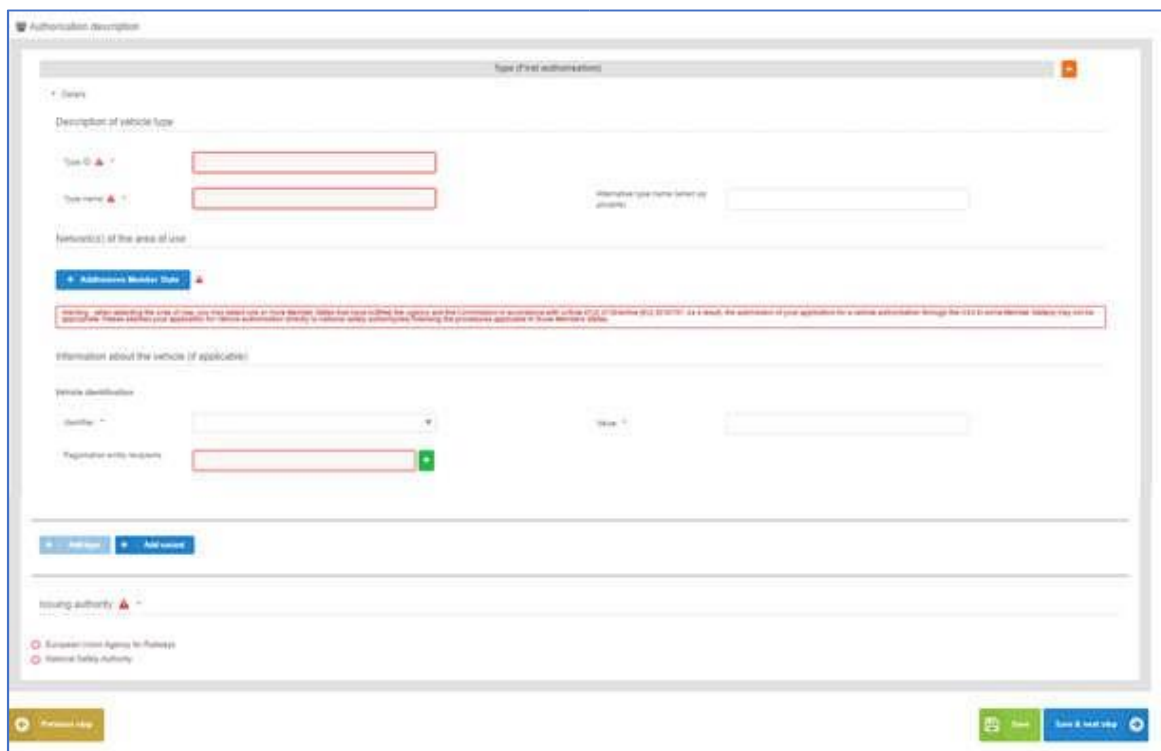 Authorisation description
Type (First authorisation)
Details
Description of vehicle type
Type ID *
Type name *
Alternative type name (when applicable)
Network(s) of the area of use
+ Add/remove Member State
Information about the vehicle (if applicable)
Vehicle identification
Identifier *
Value *
Registration entity recipients
+ Add type + Add variant
Issuing authority *
European Union Agency for Railways
National Safety Authority
Previous step
Save
Save & next step